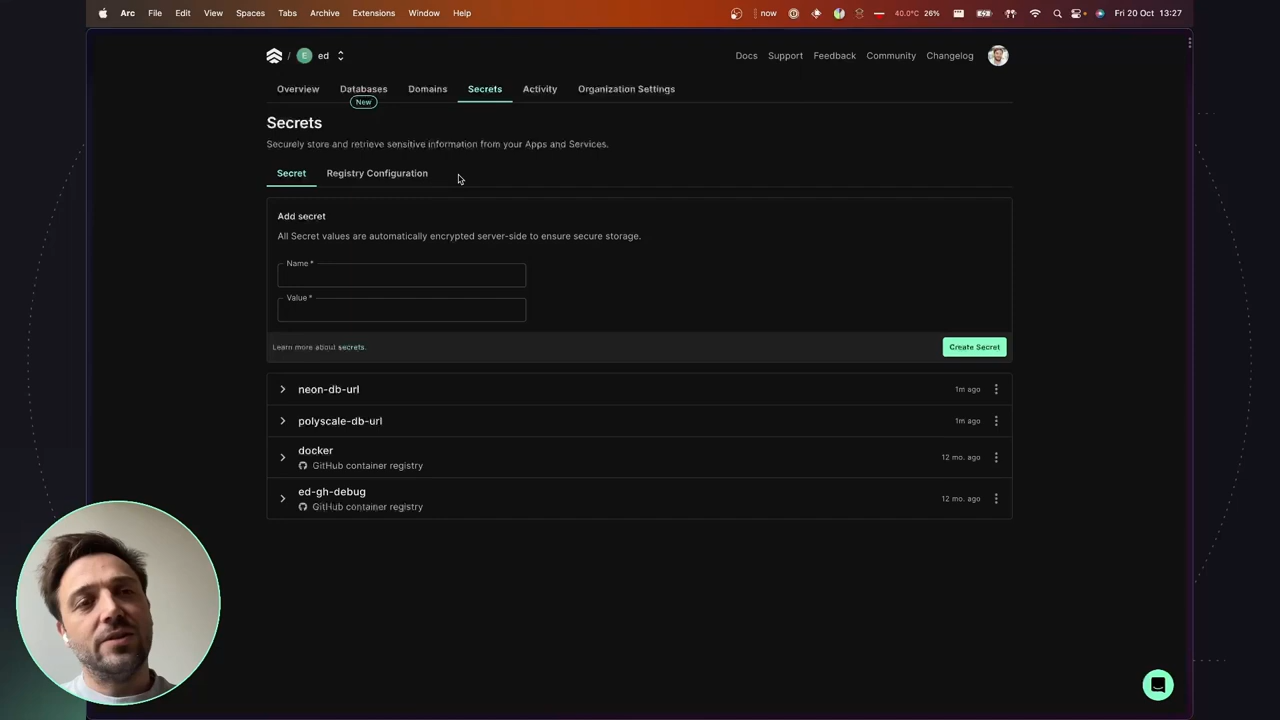 Arc File Edit View Spaces Tabs Archive Extensions Window Help now 40.0°C 26% Fri 20 Oct 13:27
/ E ed Docs Support Feedback Community Changelog
Overview Databases Domains Secrets Activity Organization Settings
New
Secrets
Securely store and retrieve sensitive information from your Apps and Services.
Secret Registry Configuration
Add secret
All Secret values are automatically encrypted server-side to ensure secure storage.
Name *
Value *
Learn more about secrets. Create Secret
neon-db-url 1m ago
polyscale-db-url 1m ago
docker
GitHub container registry 12 mo. ago
ed-gh-debug
GitHub container registry 12 mo. ago